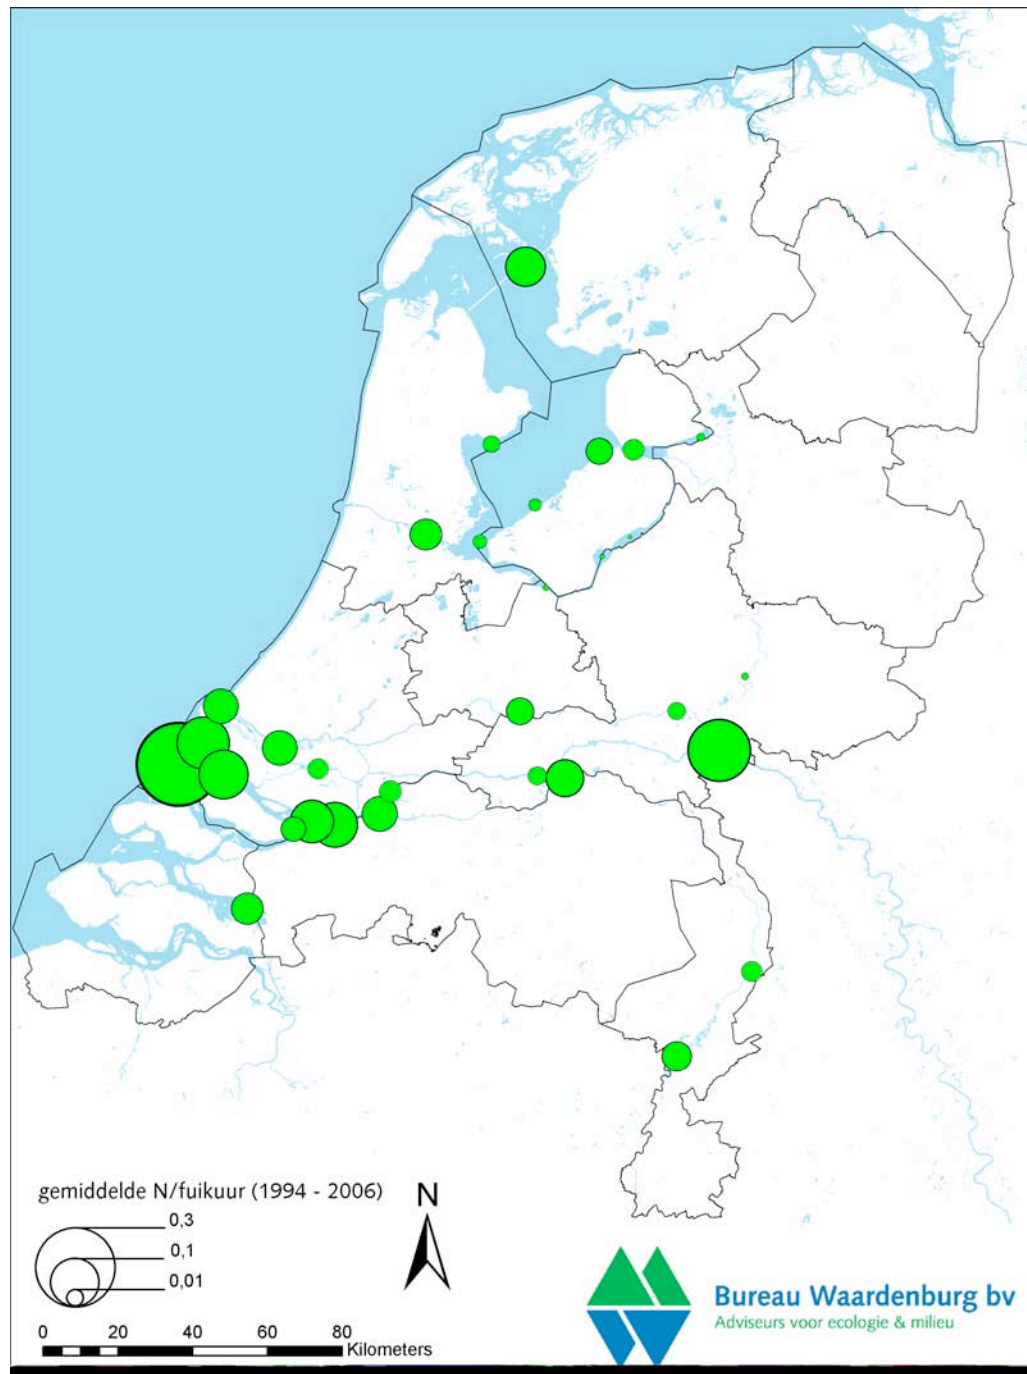 gemiddelde N/fuikuur (1994 - 2006)
0,3
0,1
0,01
0 20 40 60 80
Kilometers
N
Bureau Waardenburg bv
Adviseurs voor ecologie & milieu